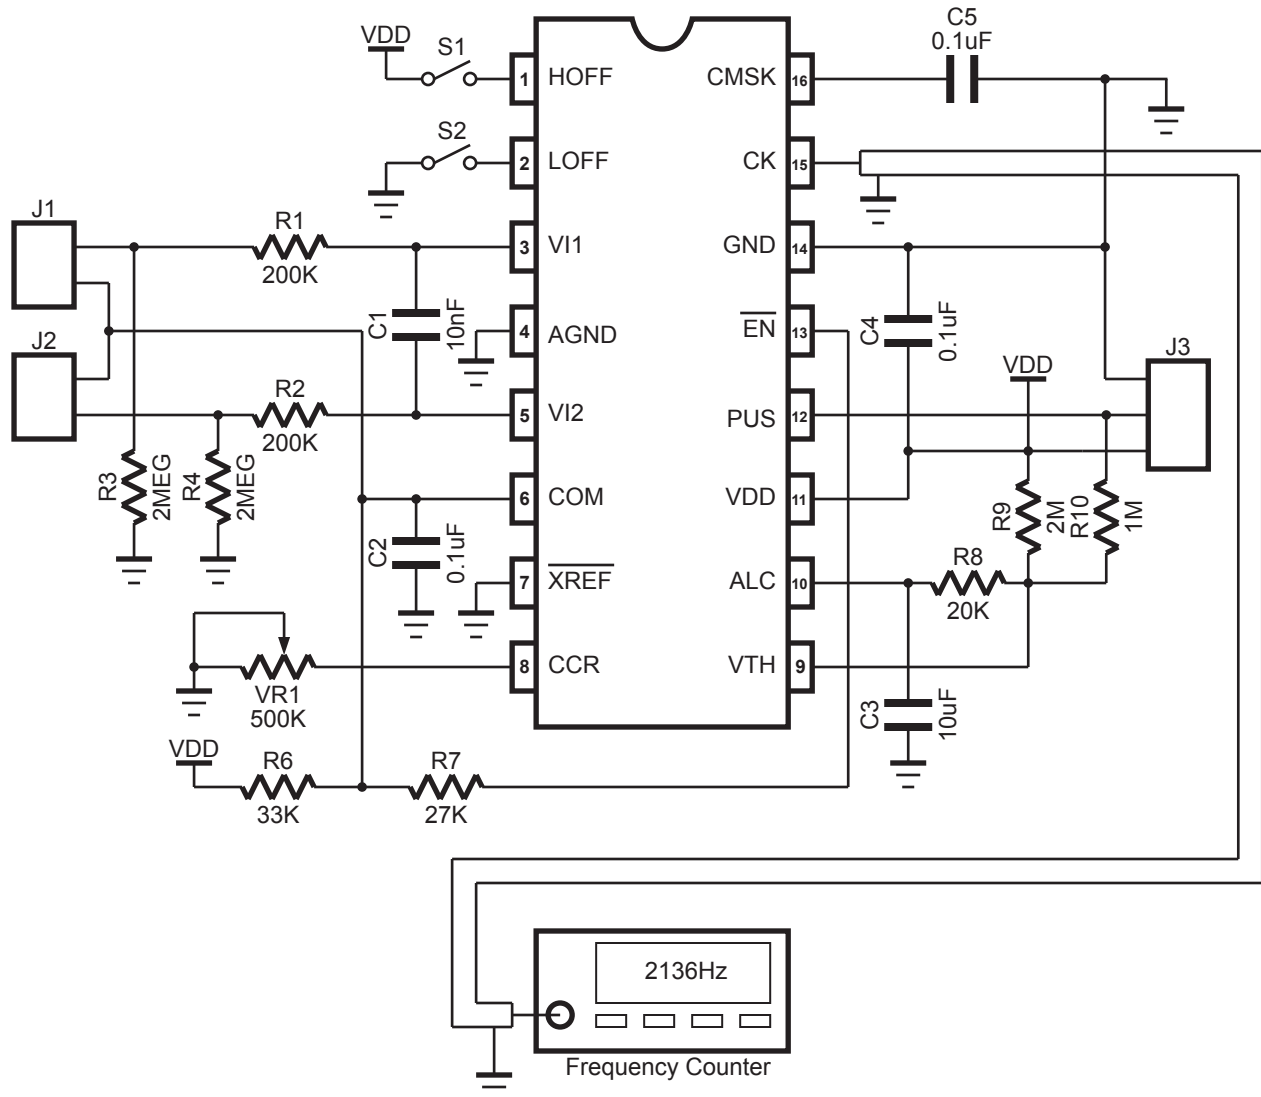 VDD
S1
S2
J1
R1
200K
J2
R2
200K
C1
10nF
R3
2MEG
R4
2MEG
C2
0.1uF
VR1
500K
VDD
R6
33K
R7
27K
1 HOFF
2 LOFF
3 VI1
4 AGND
5 VI2
6 COM
7 XREF
8 CCR
CMSK 16
CK 15
GND 14
EN 13
PUS 12
VDD 11
ALC 10
VTH 9
C5
0.1uF
C4
0.1uF
VDD
J3
R9
2M
R10
1M
R8
20K
C3
10uF
2136Hz
Frequency Counter